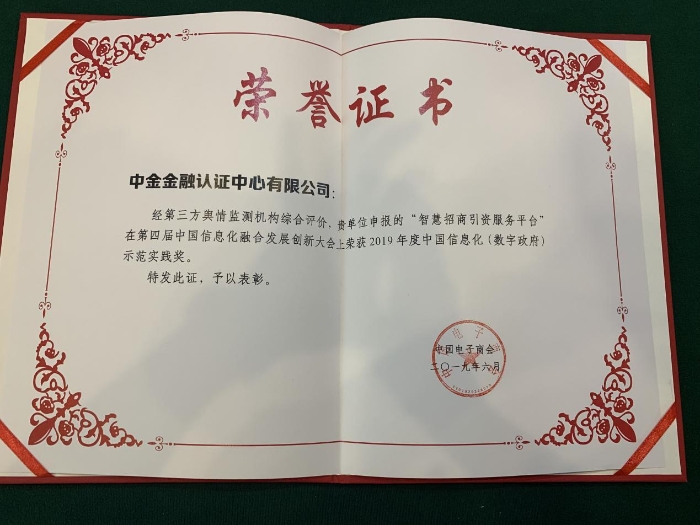 荣誉证书
中金金融认证中心有限公司：
经第三方舆情监测机构综合评价，贵单位申报的“智慧招商引资服务平台”
在第四届中国信息化融合发展创新大会上荣获2019年度中国信息化（数字政府）
示范实践奖。
特发此证，予以表彰。
中国电子商会
二〇一九年六月